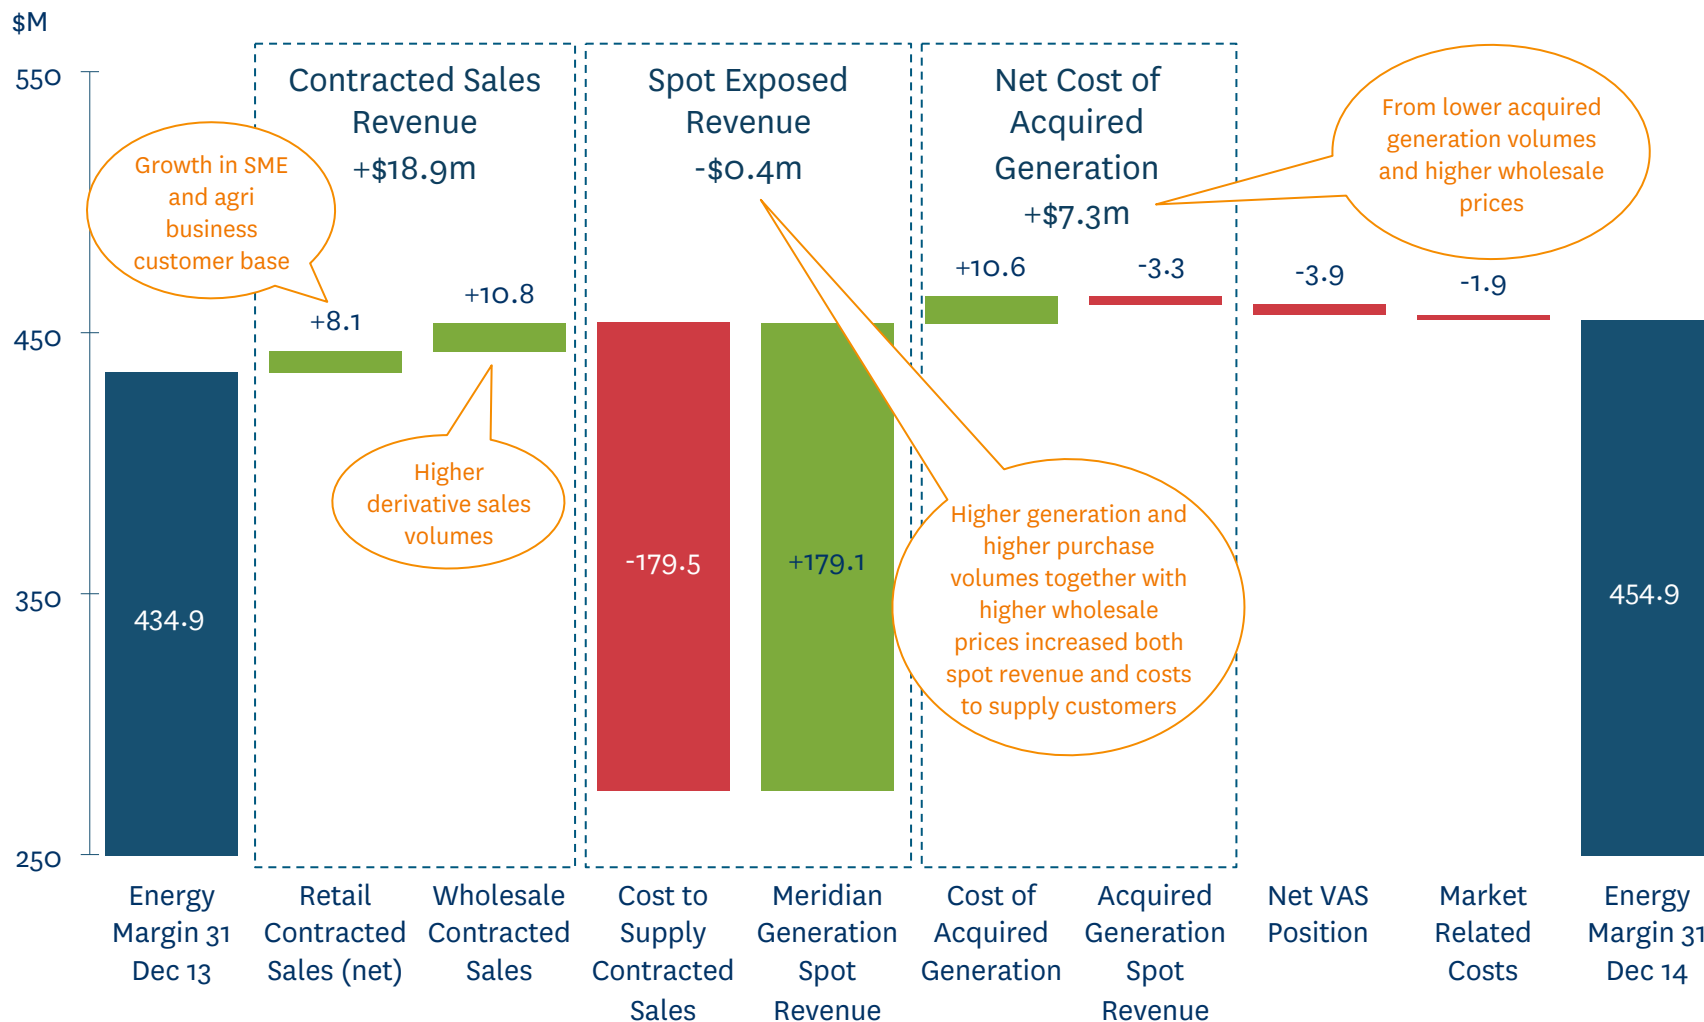 $M
550
450
350
250
Contracted Sales
Revenue
+$18.9m
Spot Exposed
Revenue
-$0.4m
Net Cost of
Acquired
Generation
+$7.3m
Growth in SME
and agri
business
customer base
From lower acquired
generation volumes
and higher wholesale
prices
Higher
derivative sales
volumes
Higher generation and
higher purchase
volumes together with
higher wholesale
prices increased both
spot revenue and costs
to supply customers
434.9
+8.1
+10.8
-179.5
+179.1
+10.6
-3.3
-3.9
-1.9
454.9
Energy
Margin 31
Dec 13
Retail
Contracted
Sales (net)
Wholesale
Contracted
Sales
Cost to
Supply
Contracted
Sales
Meridian
Generation
Spot
Revenue
Cost of
Acquired
Generation
Acquired
Generation
Spot
Revenue
Net VAS
Position
Market
Related
Costs
Energy
Margin 31
Dec 14